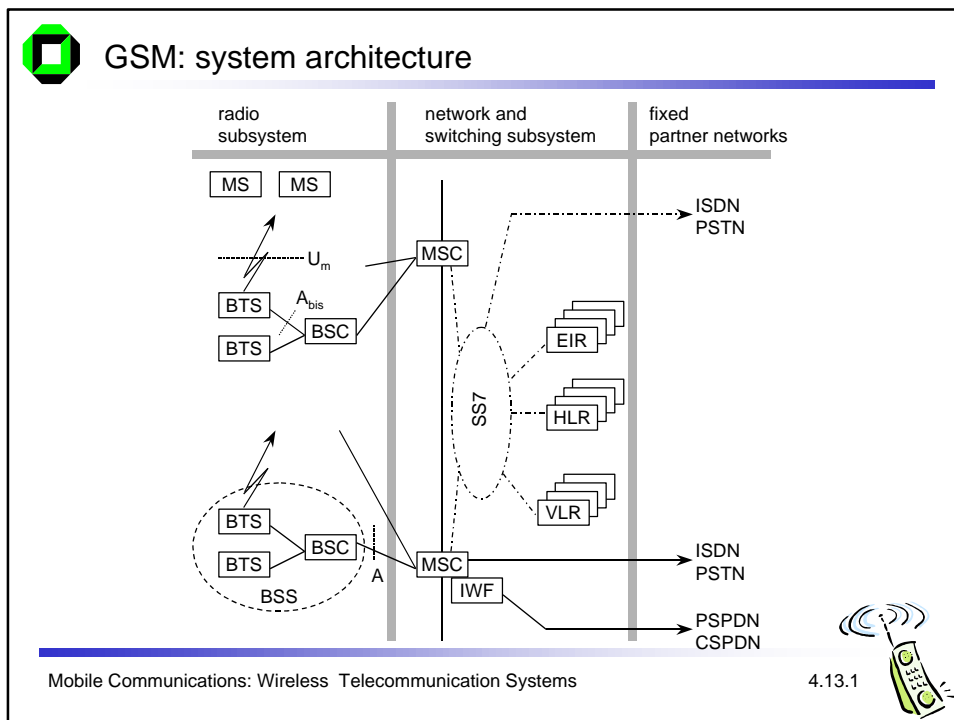 GSM: system architecture
radio
subsystem
network and
switching subsystem
fixed
partner networks
MS
MS
ISDN
PSTN
MSC
Um
Abis
BTS
BSC
BTS
EIR
SS7
HLR
VLR
BTS
BSC
BTS
BSS
A
MSC
IWF
ISDN
PSTN
PSPDN
CSPDN
Mobile Communications: Wireless Telecommunication Systems
4.13.1